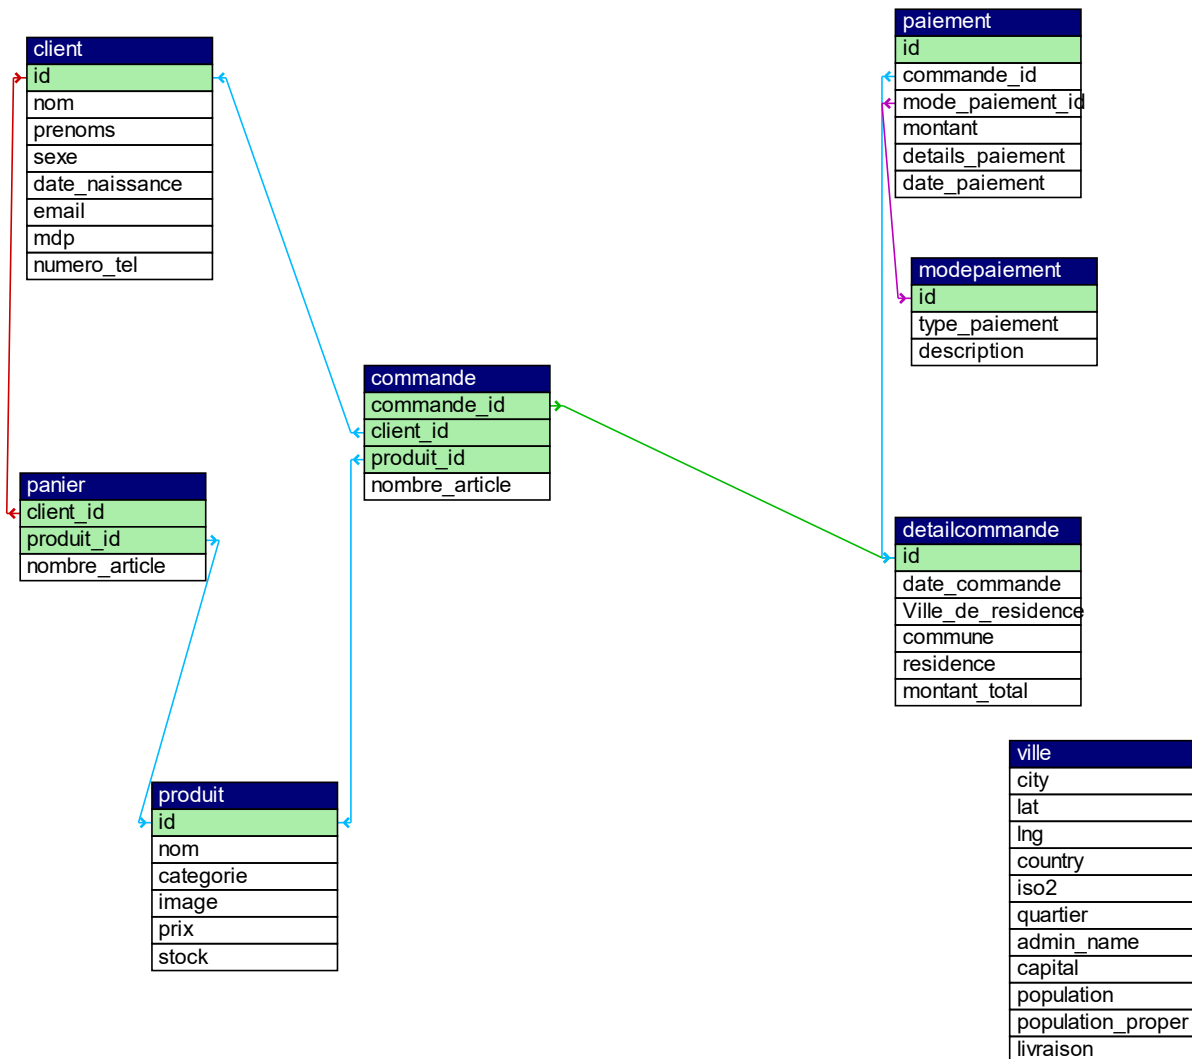 client
id
nom
prenoms
sexe
date_naissance
email
mdp
numero_tel
paiement
id
commande_id
mode_paiement_id
montant
details_paiement
date_paiement
modepaiement
id
type_paiement
description
commande
commande_id
client_id
produit_id
nombre_article
panier
client_id
produit_id
nombre_article
detailcommande
id
date_commande
Ville_de_residence
commune
residence
montant_total
produit
id
nom
categorie
image
prix
stock
ville
city
lat
lng
country
iso2
quartier
admin_name
capital
population
population_proper
livraison